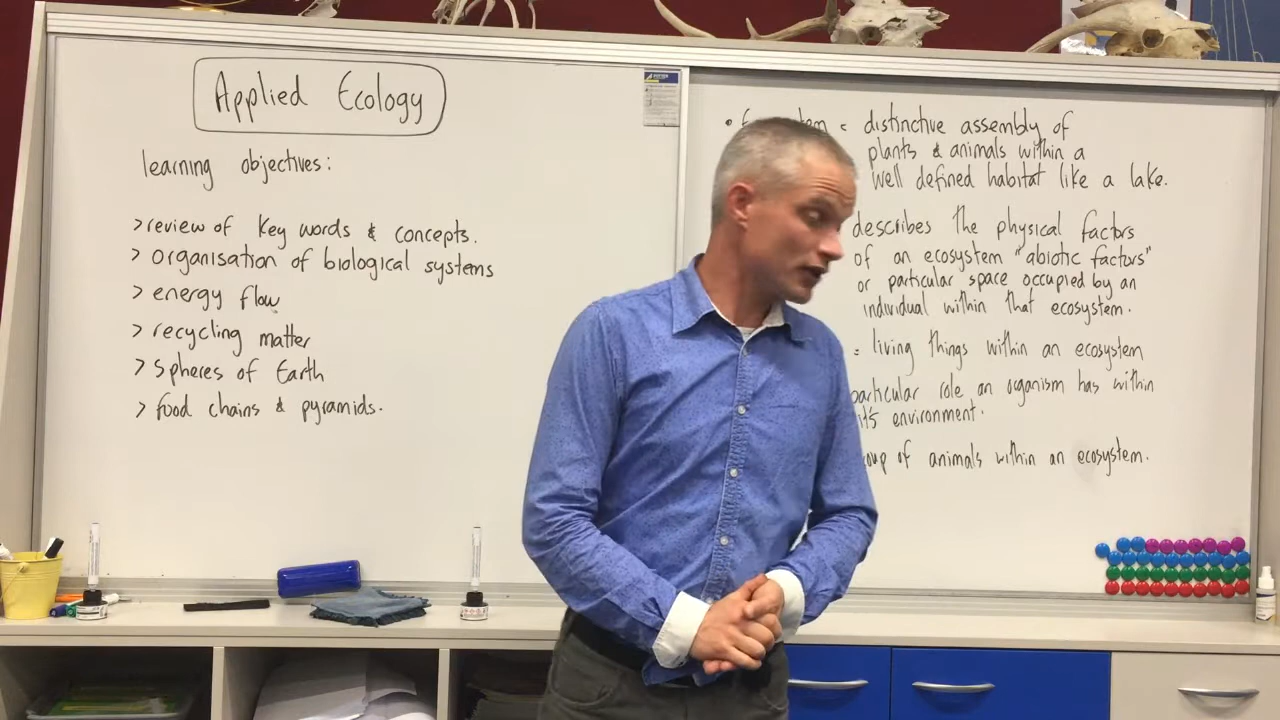 Applied Ecology
learning objectives:
> review of key words & concepts.
> organisation of biological systems
> energy flow
> recycling matter
> spheres of Earth
> food chains & pyramids.
• = distinctive assembly of
plants & animals within a
well defined habitat like a lake.
describes the physical factors
of an ecosystem "abiotic factors"
or particular space occupied by an
individual within that ecosystem.
= living things within an ecosystem
particular role an organism has within
it's environment.
of animals within an ecosystem.